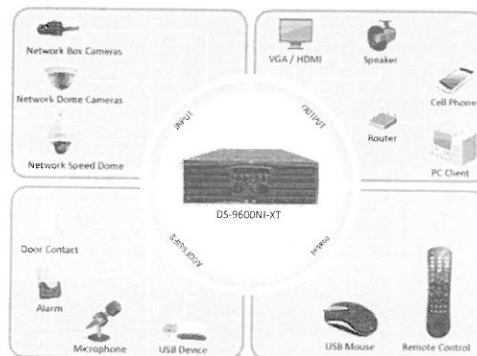 Network Box Cameras
Network Dome Cameras
Network Speed Dome
INPUT
VGA / HDMI
Speaker
Cell Phone
Router
PC Client
OUTPUT
DS-9600NI-XT
Door Contact
Alarm
Microphone
USB Device
USB Mouse
Remote Control